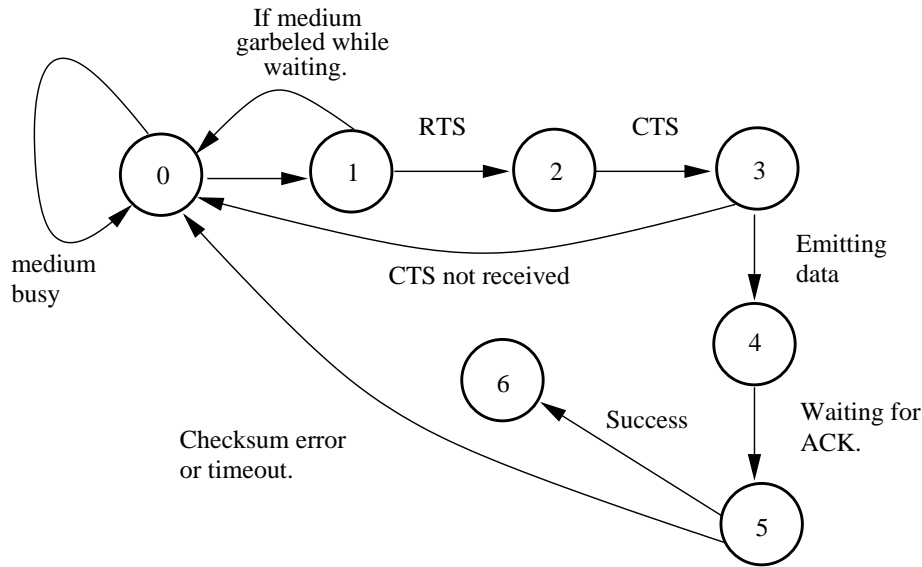 If medium
garbeled while
waiting.
RTS
CTS
0
1
2
3
medium
busy
CTS not received
Emitting
data
4
6
Success
Waiting for
ACK.
Checksum error
or timeout.
5